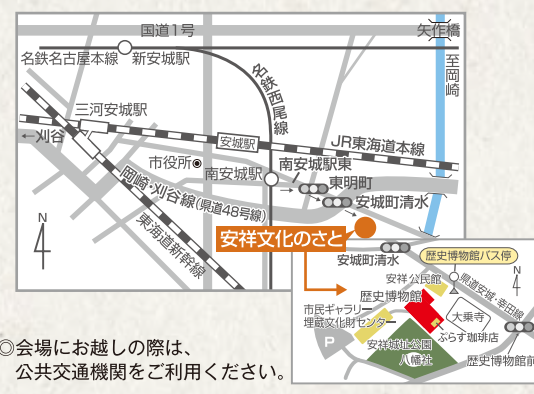 国道1号
矢作橋
名鉄名古屋本線
新安城駅
至岡崎
名鉄西尾線
三河安城駅
←刈谷
安城駅
JR東海道本線
市役所
南安城駅
南安城駅東
東明町
安城町清水
岡崎・刈谷線(県道48号線)
東海道新幹線
N
安祥文化のさと
安城町清水
歴史博物館バス停
安祥公民館
県道安城・幸田線
N
歴史博物館
市民ギャラリー
埋蔵文化財センター
大乗寺
ぶらす珈琲店
P
安祥城址公園
八幡社
歴史博物館前
◎会場にお越しの際は、
公共交通機関をご利用ください。